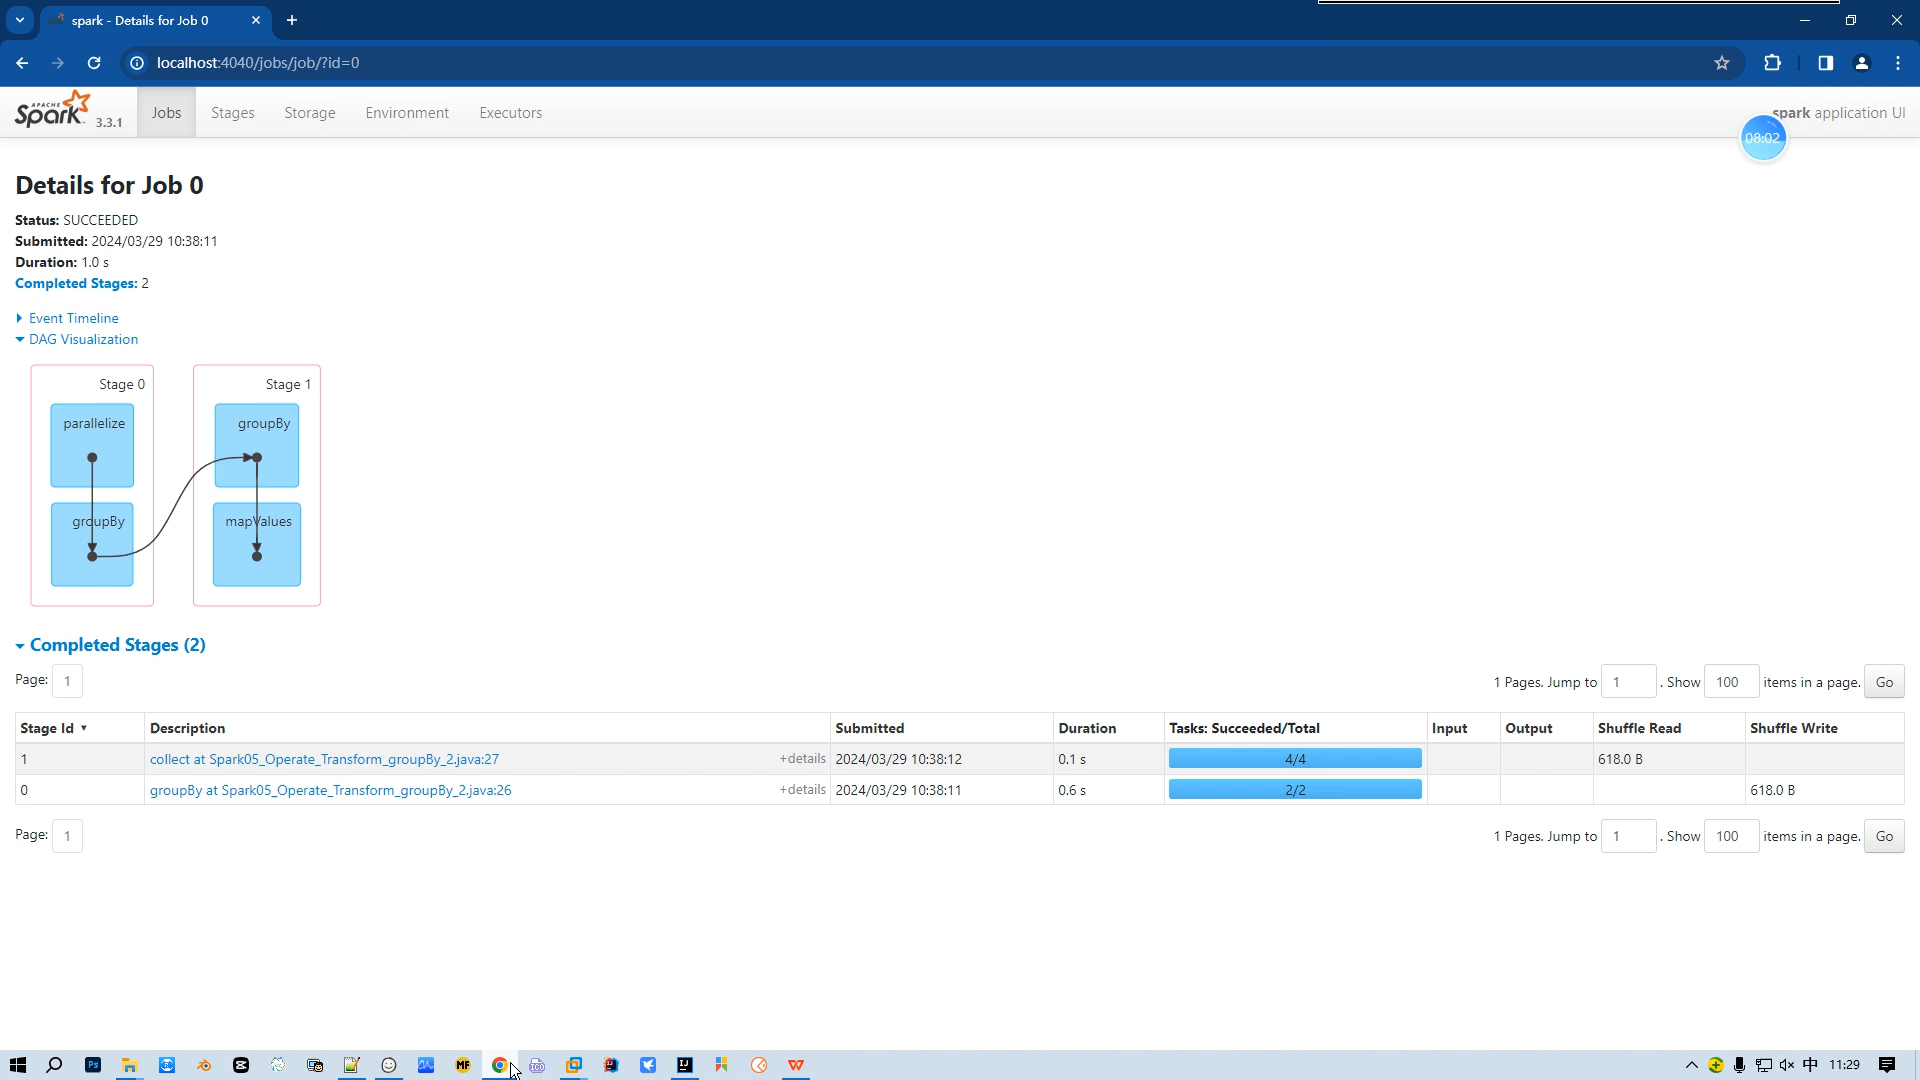 spark - Details for Job 0
localhost:4040/jobs/job/?id=0
APACHE
Spark 3.3.1
Jobs
Stages
Storage
Environment
Executors
spark application UI
08:02
Details for Job 0
Status: SUCCEEDED
Submitted: 2024/03/29 10:38:11
Duration: 1.0 s
Completed Stages: 2
Event Timeline
DAG Visualization
Stage 0
parallelize
groupBy
Stage 1
groupBy
mapValues
Completed Stages (2)
Page: 1
1 Pages. Jump to 1 . Show 100 items in a page. Go
Stage Id ▾ Description Submitted Duration Tasks: Succeeded/Total Input Output Shuffle Read Shuffle Write
1 collect at Spark05_Operate_Transform_groupBy_2.java:27 +details 2024/03/29 10:38:12 0.1 s 4/4 618.0 B
0 groupBy at Spark05_Operate_Transform_groupBy_2.java:26 +details 2024/03/29 10:38:11 0.6 s 2/2 618.0 B
Page: 1
1 Pages. Jump to 1 . Show 100 items in a page. Go
Ps
MF
IJ
中
11:29